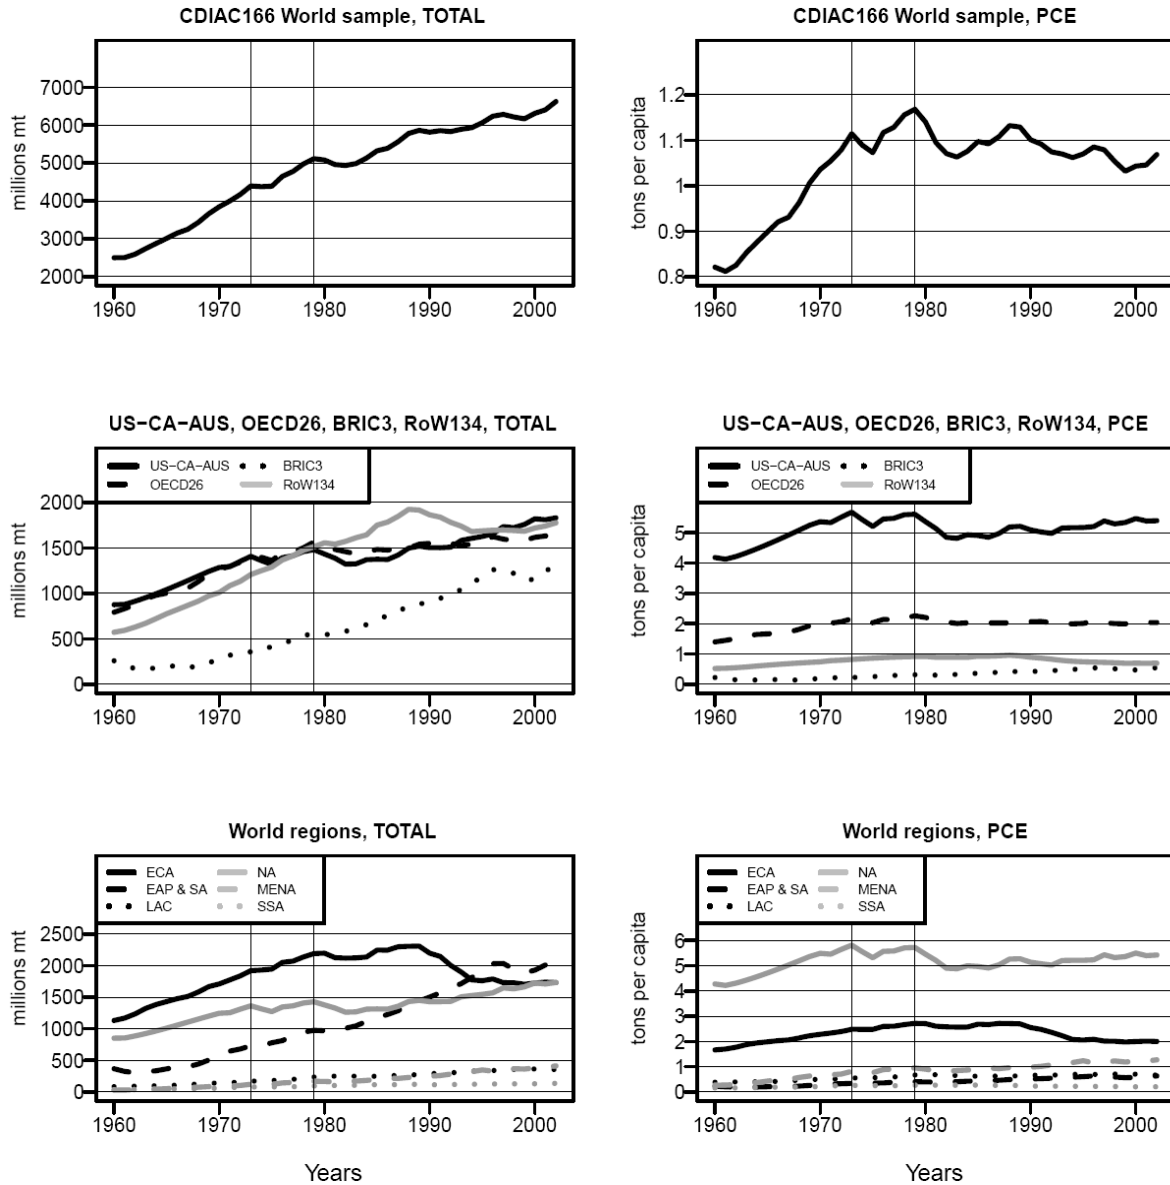 CDIAC166 World sample, TOTAL
millions mt
7000
6000
5000
4000
3000
2000
1960 1970 1980 1990 2000
CDIAC166 World sample, PCE
tons per capita
1.2
1.1
1
0.9
0.8
1960 1970 1980 1990 2000
US−CA−AUS, OECD26, BRIC3, RoW134, TOTAL
US−CA−AUS BRIC3
OECD26 RoW134
millions mt
2000
1500
1000
500
0
1960 1970 1980 1990 2000
US−CA−AUS, OECD26, BRIC3, RoW134, PCE
US−CA−AUS BRIC3
OECD26 RoW134
tons per capita
5
4
3
2
1
0
1960 1970 1980 1990 2000
World regions, TOTAL
ECA NA
EAP & SA MENA
LAC SSA
millions mt
2500
2000
1500
1000
500
0
1960 1970 1980 1990 2000
Years
World regions, PCE
ECA NA
EAP & SA MENA
LAC SSA
tons per capita
6
5
4
3
2
1
0
1960 1970 1980 1990 2000
Years